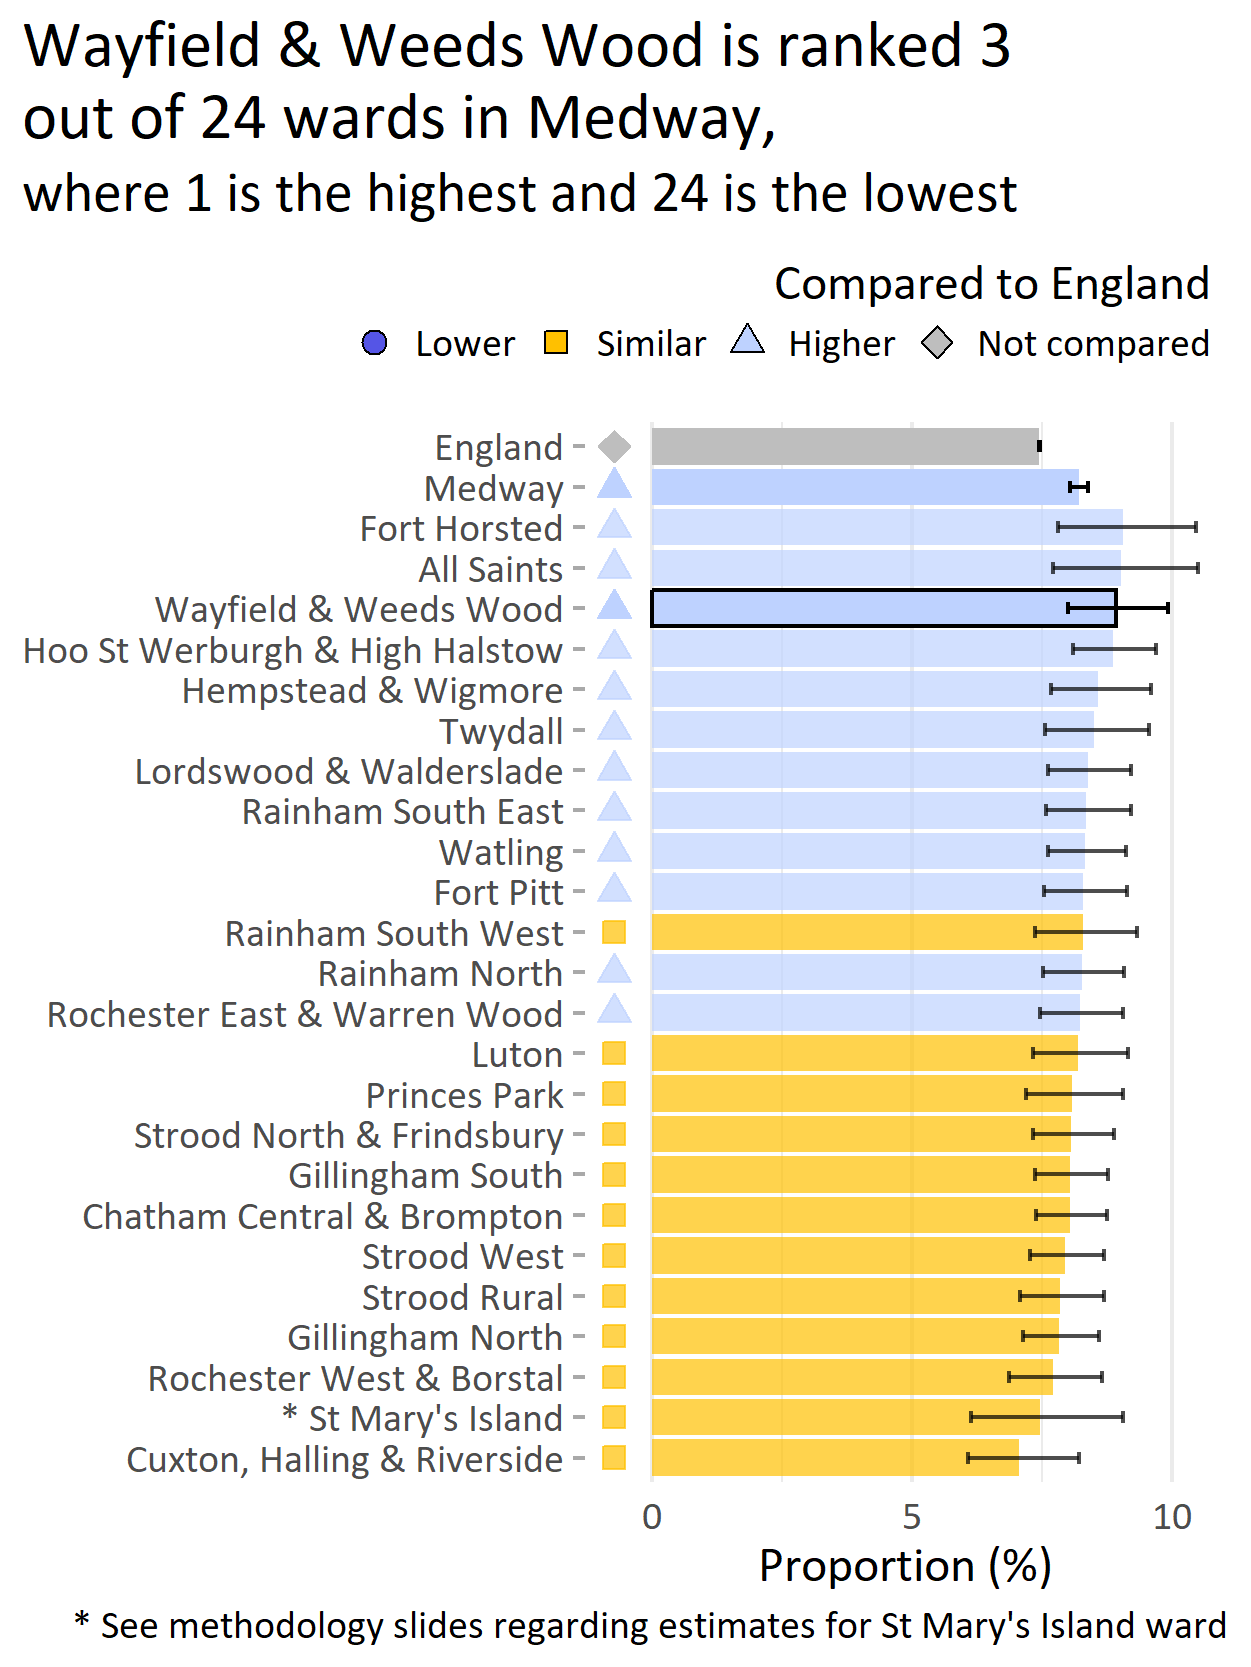 Wayfield & Weeds Wood is ranked 3
out of 24 wards in Medway,
where 1 is the highest and 24 is the lowest
Compared to England
Lower Similar Higher Not compared
England
Medway
Fort Horsted
All Saints
Wayfield & Weeds Wood
Hoo St Werburgh & High Halstow
Hempstead & Wigmore
Twydall
Lordswood & Walderslade
Rainham South East
Watling
Fort Pitt
Rainham South West
Rainham North
Rochester East & Warren Wood
Luton
Princes Park
Strood North & Frindsbury
Gillingham South
Chatham Central & Brompton
Strood West
Strood Rural
Gillingham North
Rochester West & Borstal
* St Mary's Island
Cuxton, Halling & Riverside
0 5 10
Proportion (%)
* See methodology slides regarding estimates for St Mary's Island ward